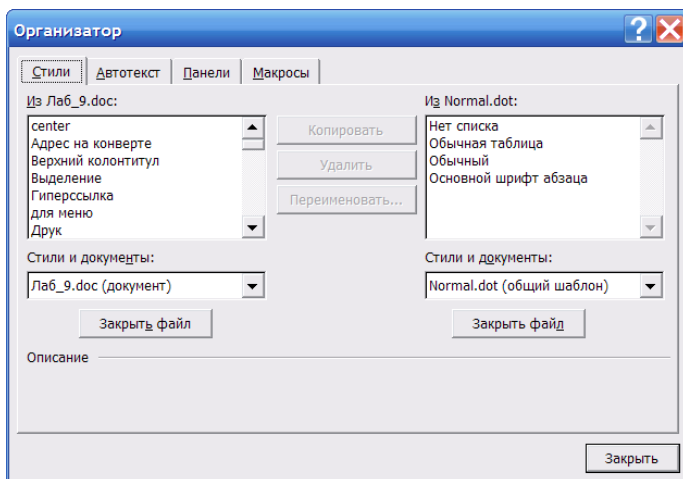 Организатор
Стили Автотекст Панели Макросы
Из Лаб_9.doc:
center
Адрес на конверте
Верхний колонтитул
Выделение
Гиперссылка
для меню
Друк
Копировать
Удалить
Переименовать...
Из Normal.dot:
Нет списка
Обычная таблица
Обычный
Основной шрифт абзаца
Стили и документы:
Лаб_9.doc (документ)
Закрыть файл
Стили и документы:
Normal.dot (общий шаблон)
Закрыть файл
Описание
Закрыть